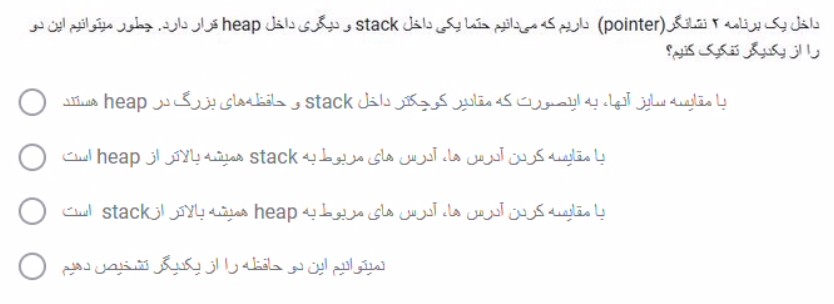 داخل یک برنامه ۲ نشانگر(pointer) داریم که می‌دانیم حتما یکی داخل stack و دیگری داخل heap قرار دارد. چطور میتوانیم این دو
را از یکدیگر تفکیک کنیم؟
با مقایسه سایز آنها، به اینصورت که مقادیر کوچکتر داخل stack و حافظه‌های بزرگ در heap هستند
با مقایسه کردن آدرس ها، آدرس های مربوط به stack همیشه بالاتر از heap است
با مقایسه کردن آدرس ها، آدرس های مربوط به heap همیشه بالاتر ازstack است
نمیتوانیم این دو حافظه را از یکدیگر تشخیص دهیم